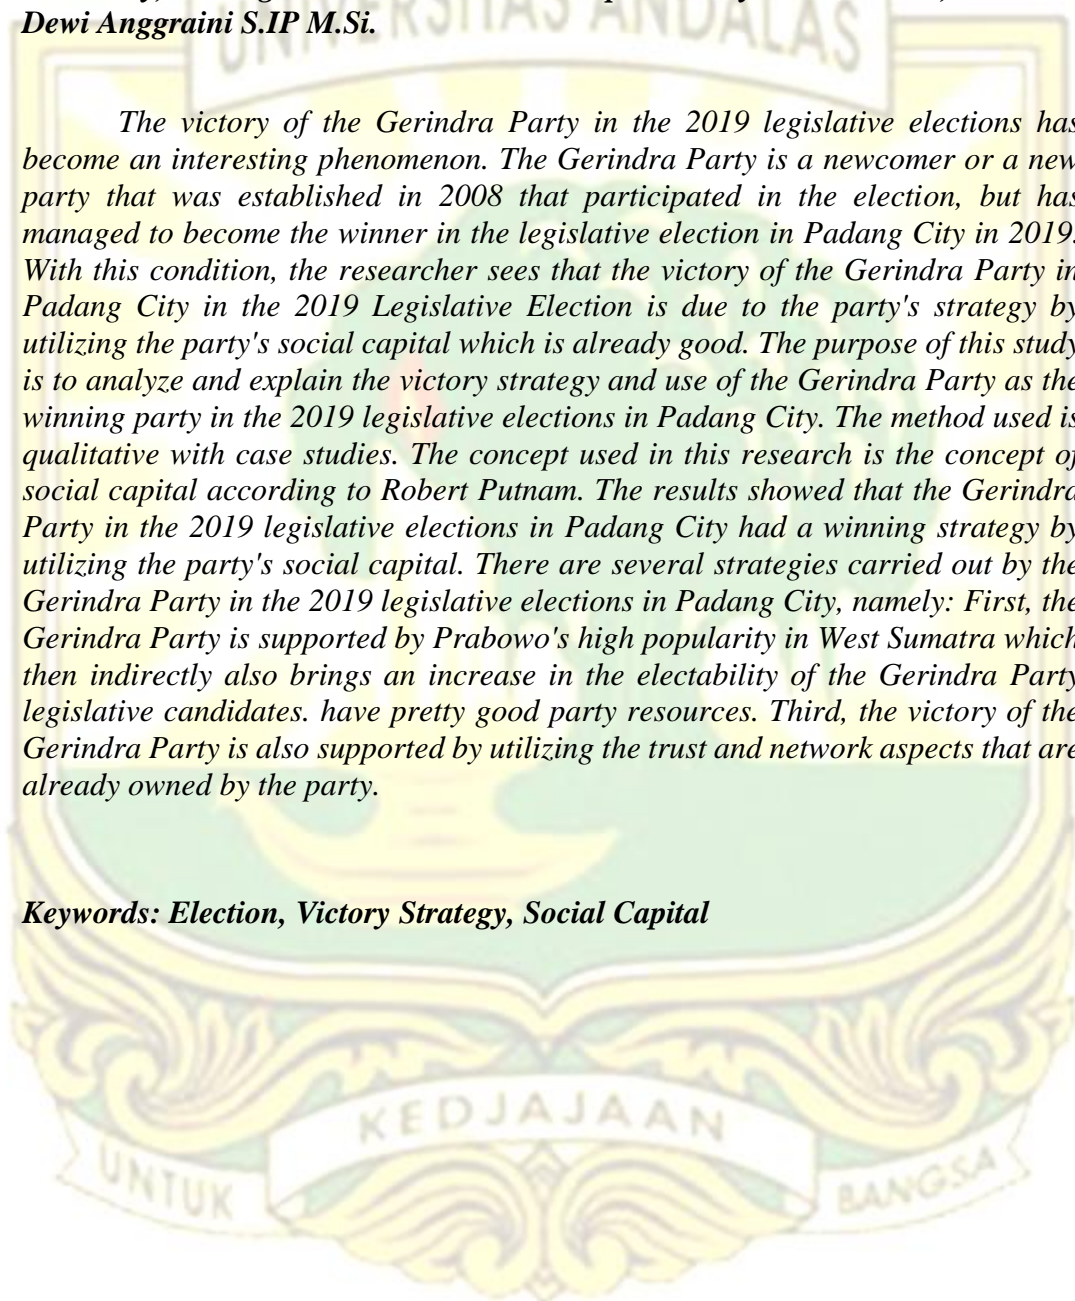 UNIVERSITAS ANDALAS
Dewi Anggraini S.IP M.Si.
The victory of the Gerindra Party in the 2019 legislative elections has
become an interesting phenomenon. The Gerindra Party is a newcomer or a new
party that was established in 2008 that participated in the election, but has
managed to become the winner in the legislative election in Padang City in 2019.
With this condition, the researcher sees that the victory of the Gerindra Party in
Padang City in the 2019 Legislative Election is due to the party's strategy by
utilizing the party's social capital which is already good. The purpose of this study
is to analyze and explain the victory strategy and use of the Gerindra Party as the
winning party in the 2019 legislative elections in Padang City. The method used is
qualitative with case studies. The concept used in this research is the concept of
social capital according to Robert Putnam. The results showed that the Gerindra
Party in the 2019 legislative elections in Padang City had a winning strategy by
utilizing the party's social capital. There are several strategies carried out by the
Gerindra Party in the 2019 legislative elections in Padang City, namely: First, the
Gerindra Party is supported by Prabowo's high popularity in West Sumatra which
then indirectly also brings an increase in the electability of the Gerindra Party
legislative candidates. have pretty good party resources. Third, the victory of the
Gerindra Party is also supported by utilizing the trust and network aspects that are
already owned by the party.
Keywords: Election, Victory Strategy, Social Capital
KEDJAJAAN
UNTUK
BANGSA